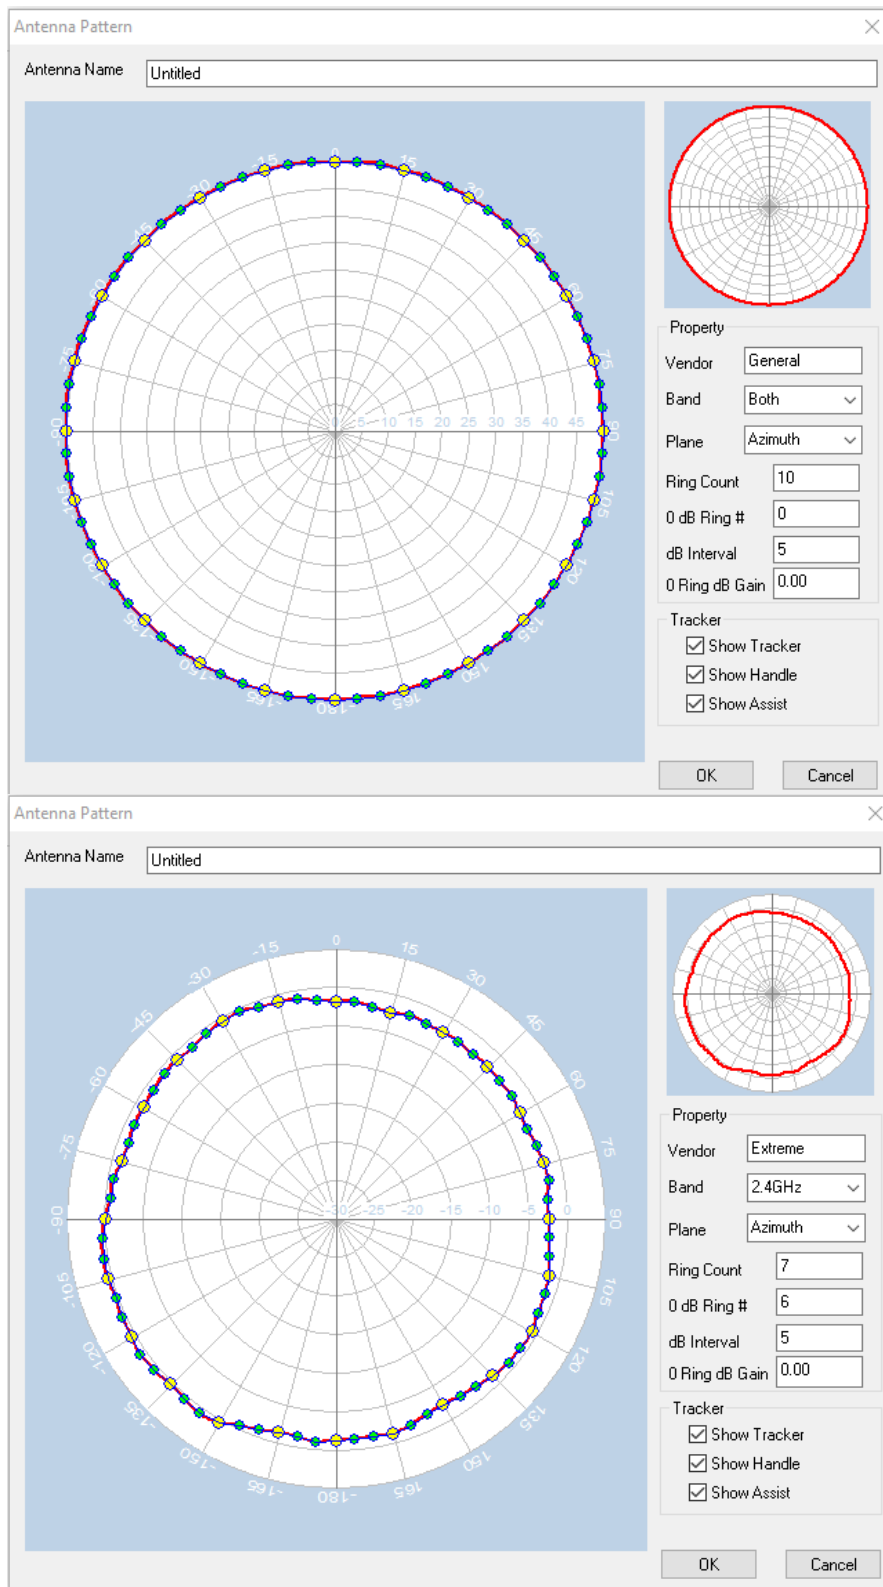 Antenna Pattern
Antenna Name Untitled
0
-15 15
-30 30
-45 45
-60 60
-75 75
-90 0 5 10 15 20 25 30 35 40 45 90
-105 105
-120 120
-135 135
-150 150
-165 -180 165
Property
Vendor General
Band Both
Plane Azimuth
Ring Count 10
0 dB Ring # 0
dB Interval 5
0 Ring dB Gain 0.00
Tracker
Show Tracker
Show Handle
Show Assist
OK Cancel
Antenna Pattern
Antenna Name Untitled
0
-15 15
-30 30
-45 45
-60 60
-75 75
-90 -30 -25 -20 -15 -10 -5 0 90
-105 105
-120 120
-135 135
-150 150
-165 -180 165
Property
Vendor Extreme
Band 2.4GHz
Plane Azimuth
Ring Count 7
0 dB Ring # 6
dB Interval 5
0 Ring dB Gain 0.00
Tracker
Show Tracker
Show Handle
Show Assist
OK Cancel